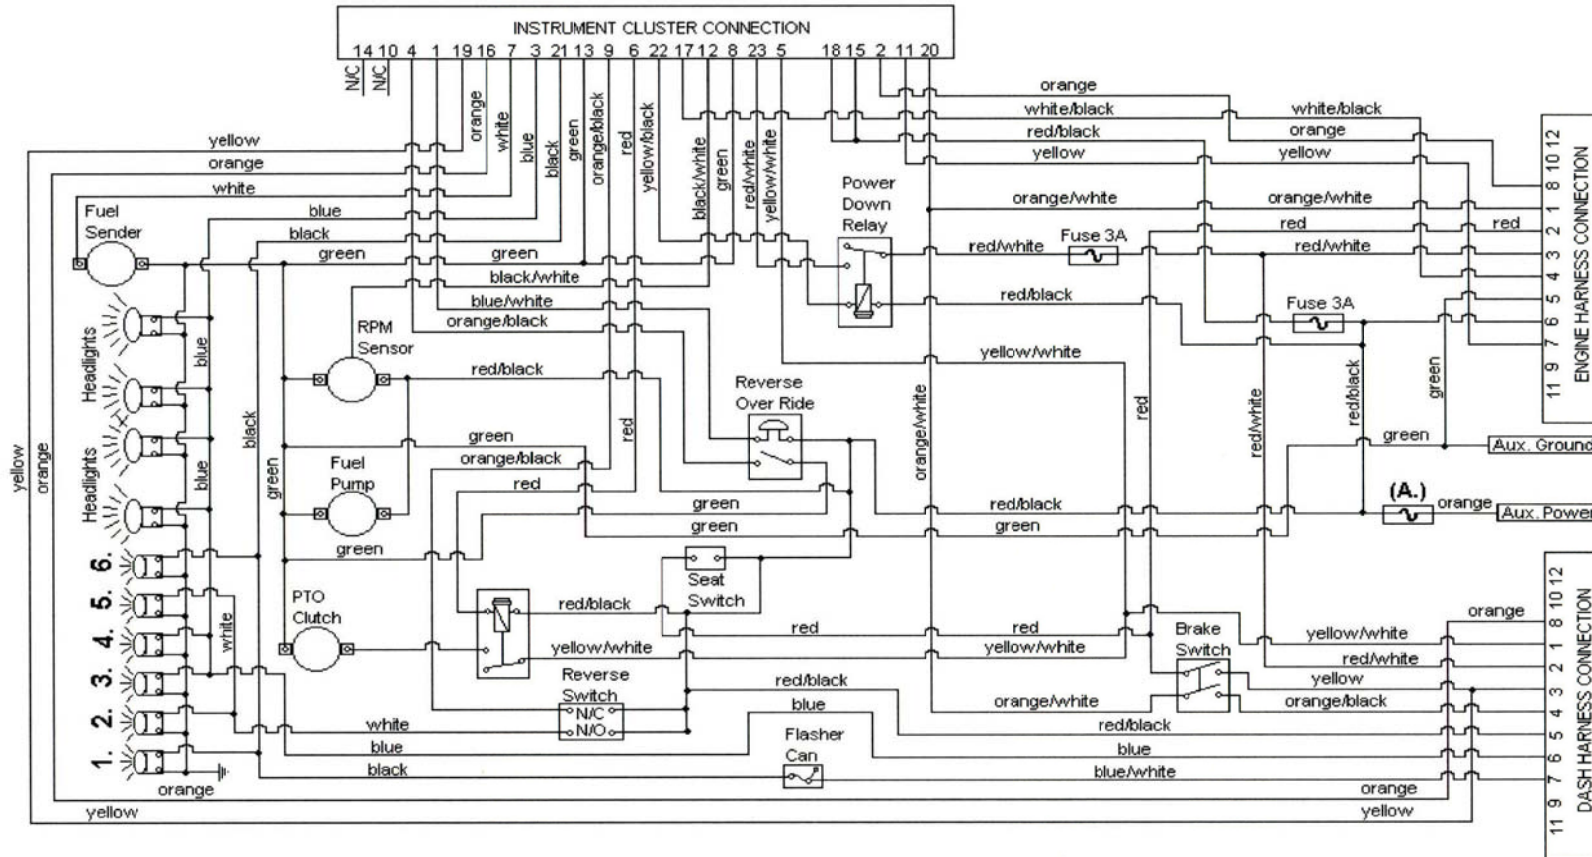 INSTRUMENT CLUSTER CONNECTION
14 10 4 1 19 16 7 3 21 13 9 6 22 17 12 8 23 5 18 15 2 11 20
N/C
N/C
orange
white
blue
black
green
orange/black
red
yellow/black
black/white
green
red/white
yellow/white
orange
white/black
white/black
red/black
orange
yellow
yellow
yellow
orange
white
blue
black
green
green
black/white
blue/white
orange/black
Fuel
Sender
Power
Down
Relay
orange/white
orange/white
red
red
red/white
Fuse 3A
red/white
red/black
Fuse 3A
ENGINE HARNESS CONNECTION
12
10
8
1
2
3
4
5
6
7
9
11
Headlights
Headlights
blue
blue
black
green
RPM
Sensor
red/black
yellow/white
Reverse
Over Ride
red
orange/white
red
red/white
red/black
green
green
orange/black
red
green
green
green
Fuel
Pump
green
Aux. Ground
red/black
green
(A.)
orange
Aux. Power
yellow
orange
6.
5.
4.
3.
2.
1.
white
PTO
Clutch
Seat
Switch
red/black
red
red
yellow/white
yellow/white
Reverse
Switch
N/C
N/O
Brake
Switch
orange
yellow/white
red/white
yellow
orange/black
orange/white
red/black
red/black
blue
blue
white
blue
black
Flasher
Can
blue/white
orange
orange
yellow
yellow
DASH HARNESS CONNECTION
12
10
8
1
2
3
4
5
6
7
9
11